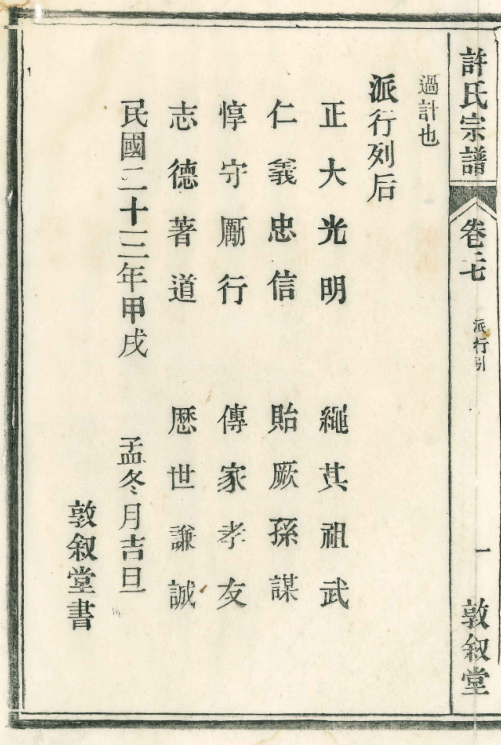 許氏宗譜 卷二七 派行引 一 敦叙堂
過計也
派行列后
正大光明 繩其祖武
仁義忠信 貽厥孫謀
惇守勵行 傳家孝友
志德著道 歷世謙誠
民國二十三年甲戌 孟冬月吉旦
敦叙堂書